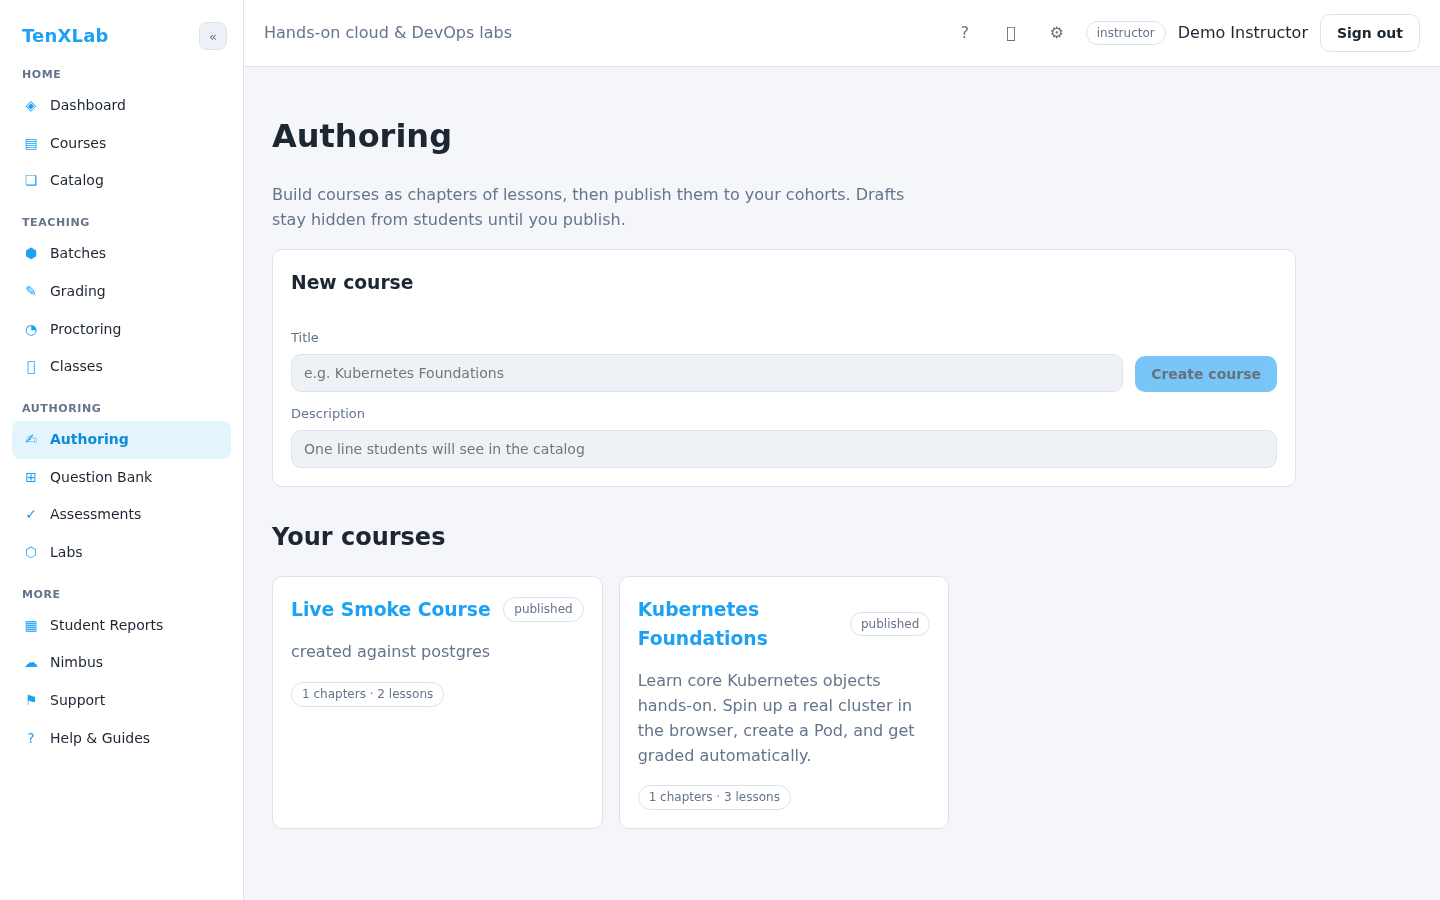 TenXLab
«
HOME
Dashboard
Courses
Catalog
TEACHING
Batches
Grading
Proctoring
Classes
AUTHORING
Authoring
Question Bank
Assessments
Labs
MORE
Student Reports
Nimbus
Support
? Help & Guides
Hands-on cloud & DevOps labs
?
instructor
Demo Instructor
Sign out
Authoring
Build courses as chapters of lessons, then publish them to your cohorts. Drafts
stay hidden from students until you publish.
New course
Title
e.g. Kubernetes Foundations
Create course
Description
One line students will see in the catalog
Your courses
Live Smoke Course
published
created against postgres
1 chapters · 2 lessons
Kubernetes
Foundations
published
Learn core Kubernetes objects
hands-on. Spin up a real cluster in
the browser, create a Pod, and get
graded automatically.
1 chapters · 3 lessons